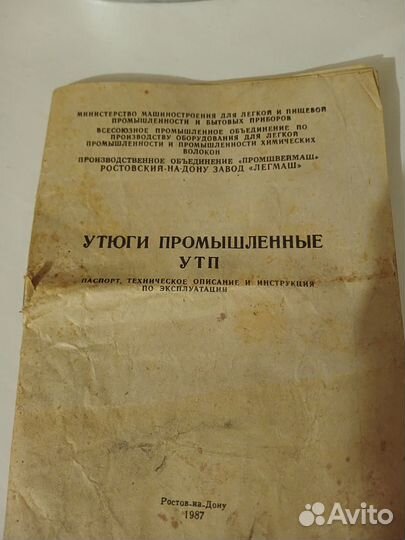 МИНИСТЕРСТВО МАШИНОСТРОЕНИЯ ДЛЯ ЛЕГКОЙ И ПИЩЕВОЙ
ПРОМЫШЛЕННОСТИ И БЫТОВЫХ ПРИБОРОВ
ВСЕСОЮЗНОЕ ПРОМЫШЛЕННОЕ ОБЪЕДИНЕНИЕ ПО
ПРОИЗВОДСТВУ ОБОРУДОВАНИЯ ДЛЯ ЛЕГКОЙ
ПРОМЫШЛЕННОСТИ И ПРОМЫШЛЕННОСТИ ХИМИЧЕСКИХ
ВОЛОКОН
ПРОИЗВОДСТВЕННОЕ ОБЪЕДИНЕНИЕ «ПРОМШВЕЙМАШ»
РОСТОВСКИЙ-НА-ДОНУ ЗАВОД «ЛЕГМАШ»
УТЮГИ ПРОМЫШЛЕННЫЕ
УТП
ПАСПОРТ, ТЕХНИЧЕСКОЕ ОПИСАНИЕ И ИНСТРУКЦИЯ
ПО ЭКСПЛУАТАЦИИ
Ростов-на-Дону
1987
Avito